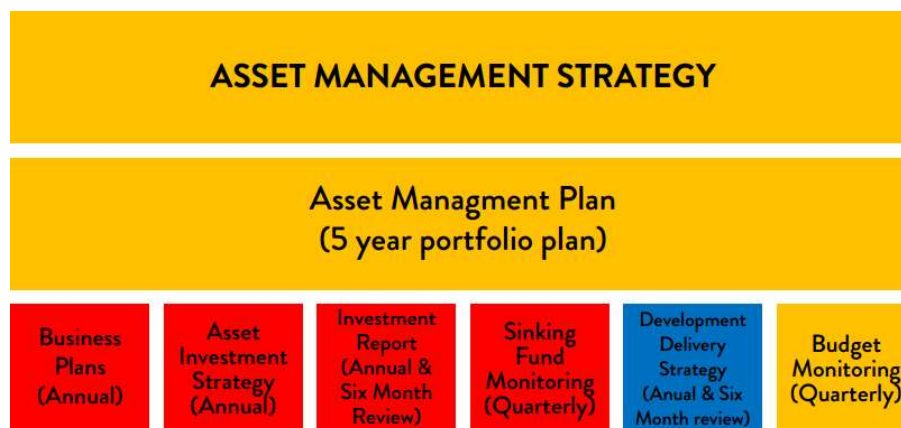 ASSET MANAGEMENT STRATEGY
Asset Managment Plan
(5 year portfolio plan)
Business
Plans
(Annual)
Asset
Investment
Strategy
(Annual)
Investment
Report
(Annual &
Six Month
Review)
Sinking
Fund
Monitoring
(Quarterly)
Development
Delivery
Strategy
(Anual & Six
Month review)
Budget
Monitoring
(Quarterly)